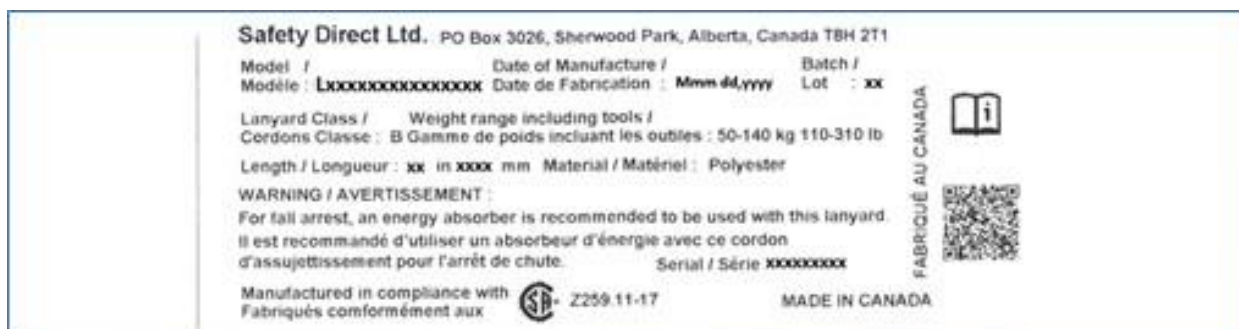 Safety Direct Ltd. PO Box 3026, Sherwood Park, Alberta, Canada T8H 2T1
Model / Date of Manufacture / Batch /
Modèle : Lxxxxxxxxxxxxxxx Date de Fabrication : Mmm dd,yyyy Lot : xx
Lanyard Class / Weight range including tools /
Cordons Classe : B Gamme de poids incluant les outiles : 50-140 kg 110-310 lb
Length / Longueur : xx in xxxx mm Material / Matériel : Polyester
WARNING / AVERTISSEMENT :
For fall arrest, an energy absorber is recommended to be used with this lanyard.
Il est recommandé d'utiliser un absorbeur d'énergie avec ce cordon
d'assujettissement pour l'arrêt de chute. Serial / Série xxxxxxxxx
Manufactured in compliance with
Fabriqués comformément aux
SA Z259.11-17 MADE IN CANADA
FABRIQUÉ AU CANADA
i